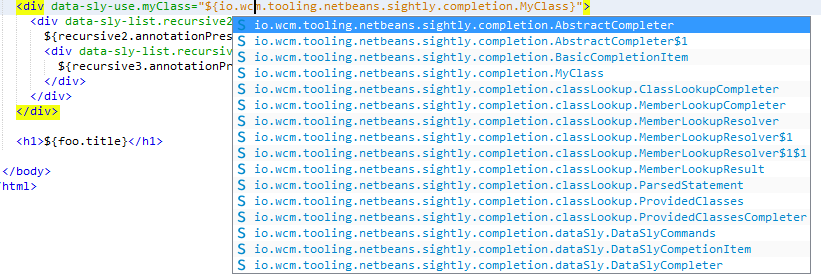 <div data-sly-use.myClass="${io.wcm.tooling.netbeans.sightly.completion.MyClass}">
<div data-sly-list.recursive2
${recursive2.annotationPres
<div data-sly-list.recursive
${recursive3.annotationPr
</div>
</div>
</div>
<h1>${foo.title}</h1>
</body>
html>
S io.wcm.tooling.netbeans.sightly.completion.AbstractCompleter
S io.wcm.tooling.netbeans.sightly.completion.AbstractCompleter$1
S io.wcm.tooling.netbeans.sightly.completion.BasicCompletionItem
S io.wcm.tooling.netbeans.sightly.completion.MyClass
S io.wcm.tooling.netbeans.sightly.completion.classLookup.ClassLookupCompleter
S io.wcm.tooling.netbeans.sightly.completion.classLookup.MemberLookupCompleter
S io.wcm.tooling.netbeans.sightly.completion.classLookup.MemberLookupResolver
S io.wcm.tooling.netbeans.sightly.completion.classLookup.MemberLookupResolver$1
S io.wcm.tooling.netbeans.sightly.completion.classLookup.MemberLookupResolver$1$1
S io.wcm.tooling.netbeans.sightly.completion.classLookup.MemberLookupResult
S io.wcm.tooling.netbeans.sightly.completion.classLookup.ParsedStatement
S io.wcm.tooling.netbeans.sightly.completion.classLookup.ProvidedClasses
S io.wcm.tooling.netbeans.sightly.completion.classLookup.ProvidedClassesCompleter
S io.wcm.tooling.netbeans.sightly.completion.dataSly.DataSlyCommands
S io.wcm.tooling.netbeans.sightly.completion.dataSly.DataSlyCompetionItem
S io.wcm.tooling.netbeans.sightly.completion.dataSly.DataSlyCompleter